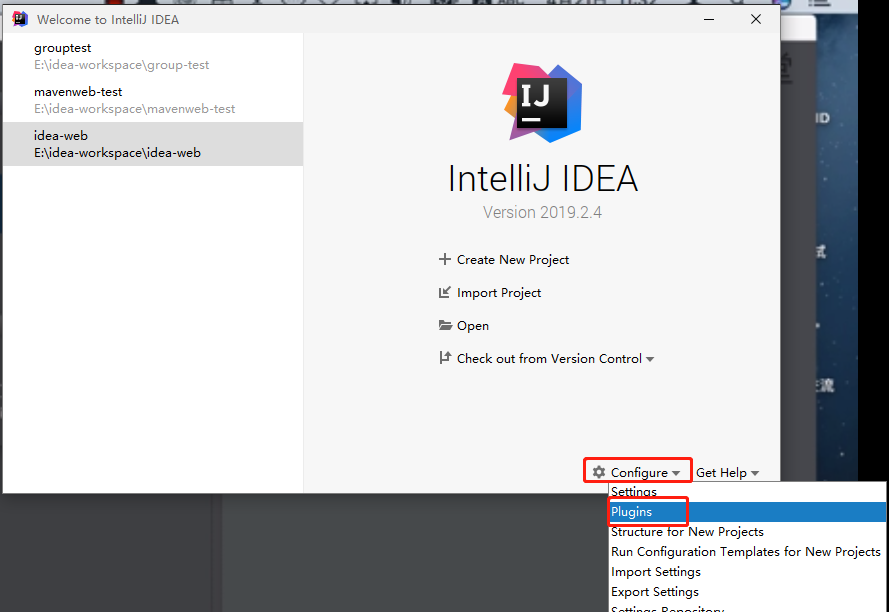 Welcome to IntelliJ IDEA
grouptest
E:\idea-workspace\group-test
mavenweb-test
E:\idea-workspace\mavenweb-test
idea-web
E:\idea-workspace\idea-web
IJ
IntelliJ IDEA
Version 2019.2.4
Create New Project
Import Project
Open
Check out from Version Control
Configure
Get Help
Settings
Plugins
Structure for New Projects
Run Configuration Templates for New Projects
Import Settings
Export Settings
Settings Repository